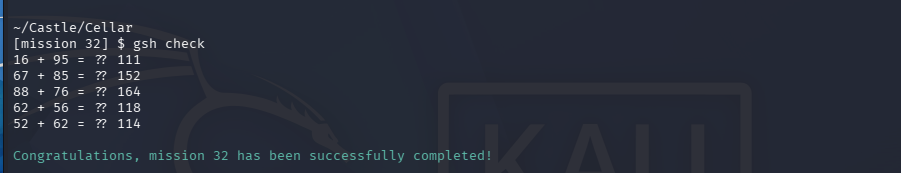 ~/Castle/Cellar
[mission 32] $ gsh check
16 + 95 = ?? 111
67 + 85 = ?? 152
88 + 76 = ?? 164
62 + 56 = ?? 118
52 + 62 = ?? 114
Congratulations, mission 32 has been successfully completed!
KALI